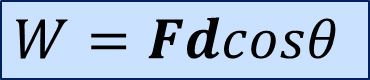 W = Fdcosθ